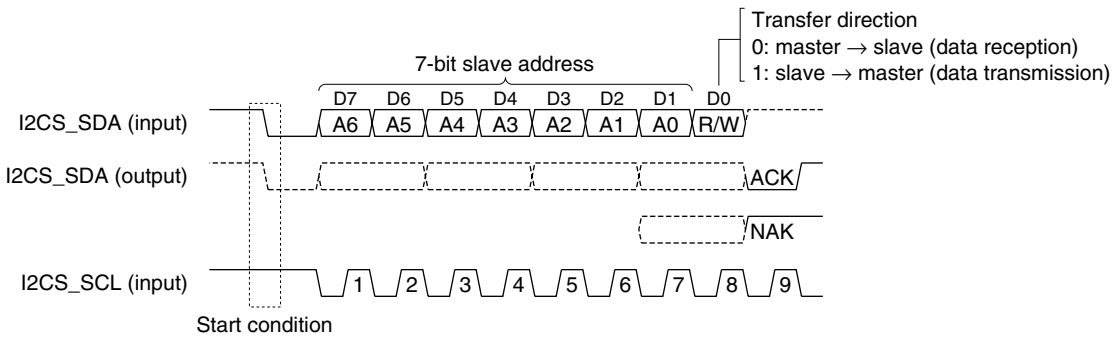 Transfer direction
0: master → slave (data reception)
1: slave → master (data transmission)
7-bit slave address
D7 D6 D5 D4 D3 D2 D1 D0
I2CS_SDA (input) A6 A5 A4 A3 A2 A1 A0 R/W
I2CS_SDA (output) ACK
NAK
I2CS_SCL (input) 1 2 3 4 5 6 7 8 9
Start condition